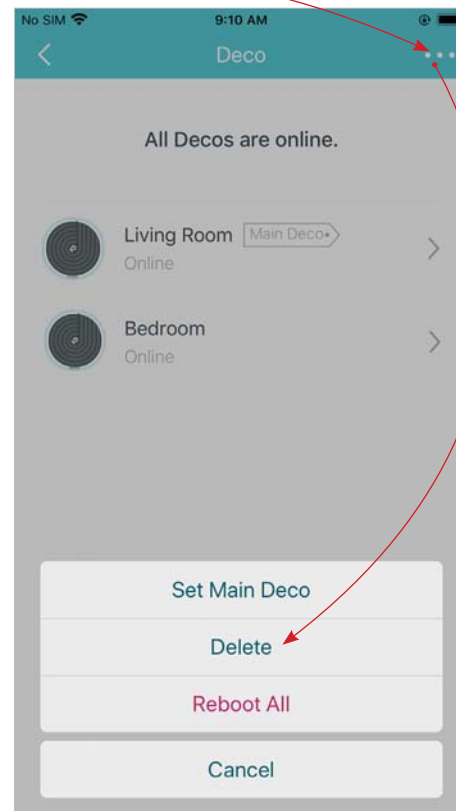 No SIM 9:10 AM
Deco
All Decos are online.
Living Room Main Deco
Online
Bedroom
Online
Set Main Deco
Delete
Reboot All
Cancel